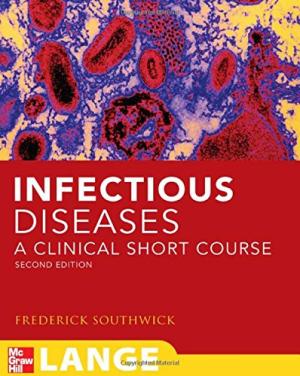 INFECTIOUS
DISEASES
A CLINICAL SHORT COURSE
SECOND EDITION
FREDERICK SOUTHWICK
Mc
Graw
Hill
LANGE